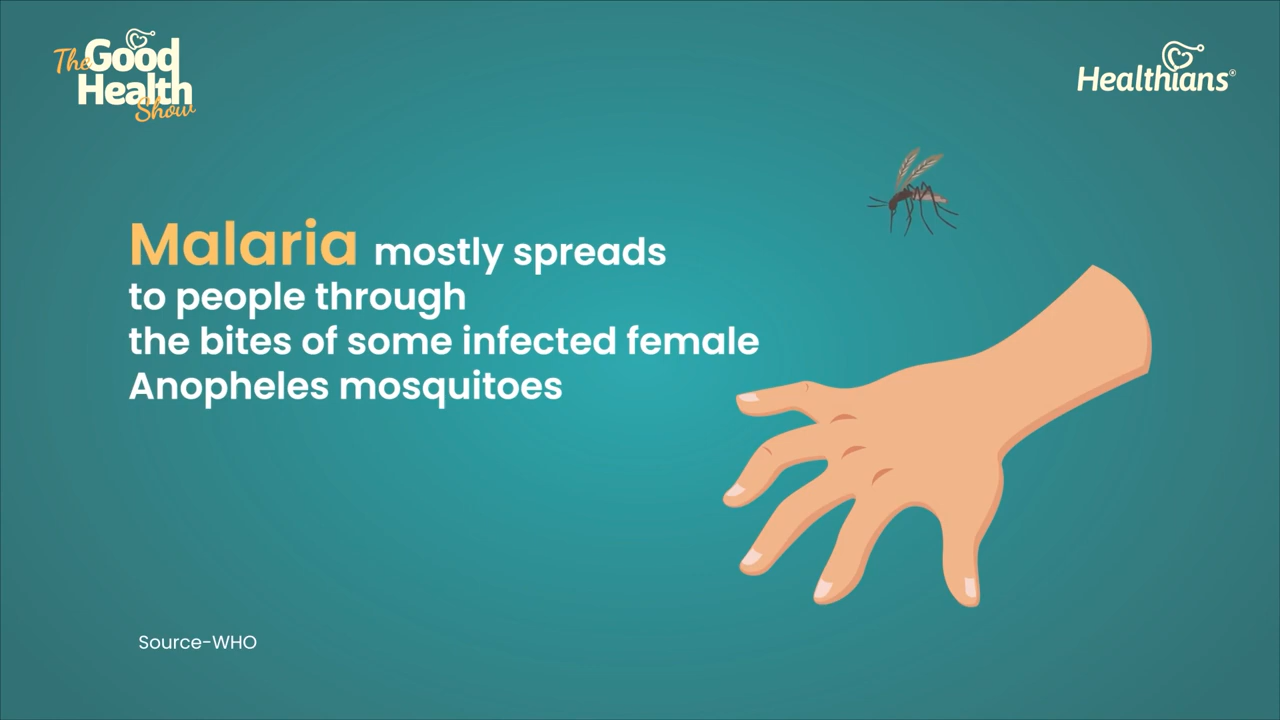 The Good
Health
Show
Healthians®
Malaria mostly spreads
to people through
the bites of some infected female
Anopheles mosquitoes
Source-WHO